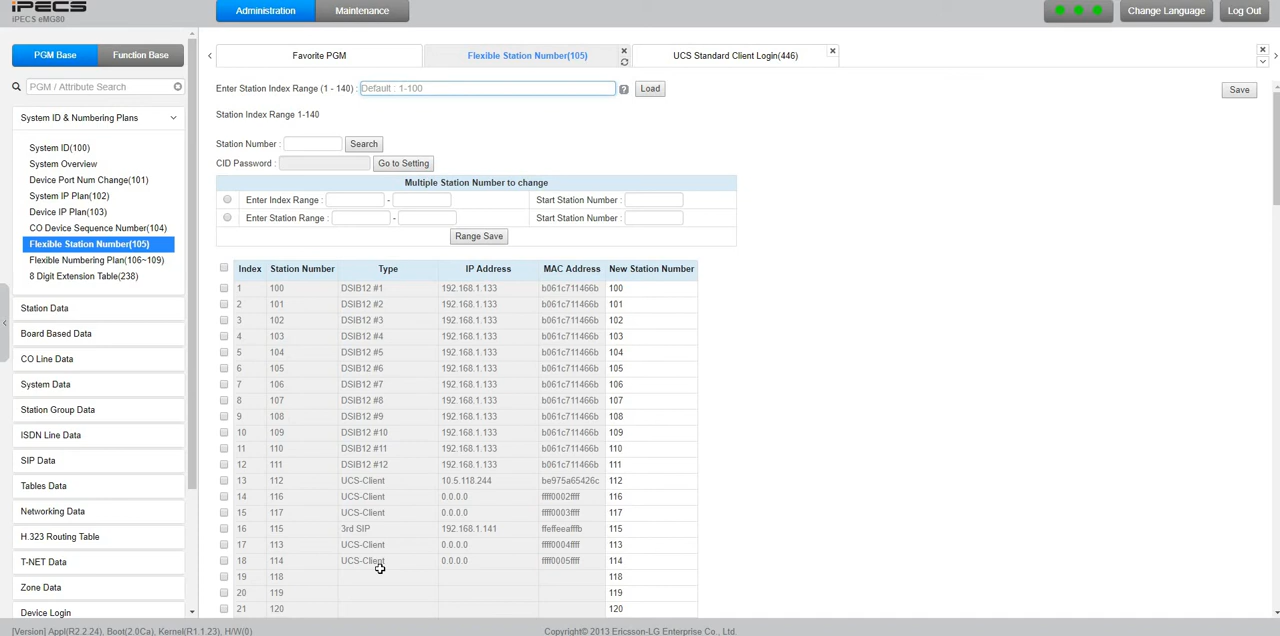 iPECS
iPECS eMG80
Administration Maintenance Change Language Log Out
PGM Base Function Base
PGM / Attribute Search
System ID & Numbering Plans
System ID(100)
System Overview
Device Port Num Change(101)
System IP Plan(102)
Device IP Plan(103)
CO Device Sequence Number(104)
Flexible Station Number(105)
Flexible Numbering Plan(106~109)
8 Digit Extension Table(238)
Station Data
Board Based Data
CO Line Data
System Data
Station Group Data
ISDN Line Data
SIP Data
Tables Data
Networking Data
H.323 Routing Table
T-NET Data
Zone Data
Device Login
Favorite PGM Flexible Station Number(105) UCS Standard Client Login(446)
Enter Station Index Range (1 - 140) : Default : 1-100 ? Load Save
Station Index Range 1-140
Station Number : Search
CID Password : Go to Setting
Multiple Station Number to change
Enter Index Range : - Start Station Number :
Enter Station Range : - Start Station Number :
Range Save
Index Station Number Type IP Address MAC Address New Station Number
1 100 DSIB12 #1 192.168.1.133 b061c711466b 100
2 101 DSIB12 #2 192.168.1.133 b061c711466b 101
3 102 DSIB12 #3 192.168.1.133 b061c711466b 102
4 103 DSIB12 #4 192.168.1.133 b061c711466b 103
5 104 DSIB12 #5 192.168.1.133 b061c711466b 104
6 105 DSIB12 #6 192.168.1.133 b061c711466b 105
7 106 DSIB12 #7 192.168.1.133 b061c711466b 106
8 107 DSIB12 #8 192.168.1.133 b061c711466b 107
9 108 DSIB12 #9 192.168.1.133 b061c711466b 108
10 109 DSIB12 #10 192.168.1.133 b061c711466b 109
11 110 DSIB12 #11 192.168.1.133 b061c711466b 110
12 111 DSIB12 #12 192.168.1.133 b061c711466b 111
13 112 UCS-Client 10.5.118.244 be975a65426c 112
14 116 UCS-Client 0.0.0.0 ffff0002ffff 116
15 117 UCS-Client 0.0.0.0 ffff0003ffff 117
16 115 3rd SIP 192.168.1.141 ffeffeeafffb 115
17 113 UCS-Client 0.0.0.0 ffff0004ffff 113
18 114 UCS-Client 0.0.0.0 ffff0005ffff 114
19 118 118
20 119 119
21 120 120
[Version] Appl(R2.2.24), Boot(2.0Ca), Kernel(R1.1.23), H/W(0) Copyright© 2013 Ericsson-LG Enterprise Co., Ltd.